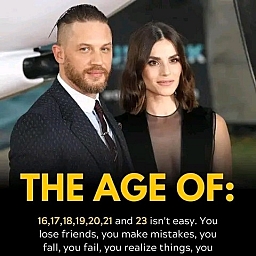 THE AGE OF:
16,17,18,19,20,21 and 23 isn't easy. You
lose friends, you make mistakes, you
fall, you fail, you realize things, you